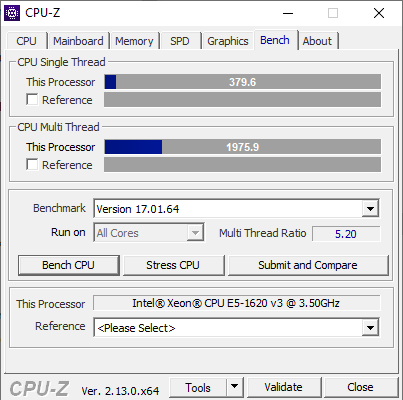 CPU-Z
CPU Mainboard Memory SPD Graphics Bench About
CPU Single Thread
This Processor 379.6
Reference
CPU Multi Thread
This Processor 1975.9
Reference
Benchmark Version 17.01.64
Run on All Cores Multi Thread Ratio 5.20
Bench CPU Stress CPU Submit and Compare
This Processor Intel® Xeon® CPU E5-1620 v3 @ 3.50GHz
Reference <Please Select>
CPU-Z Ver. 2.13.0.x64 Tools Validate Close